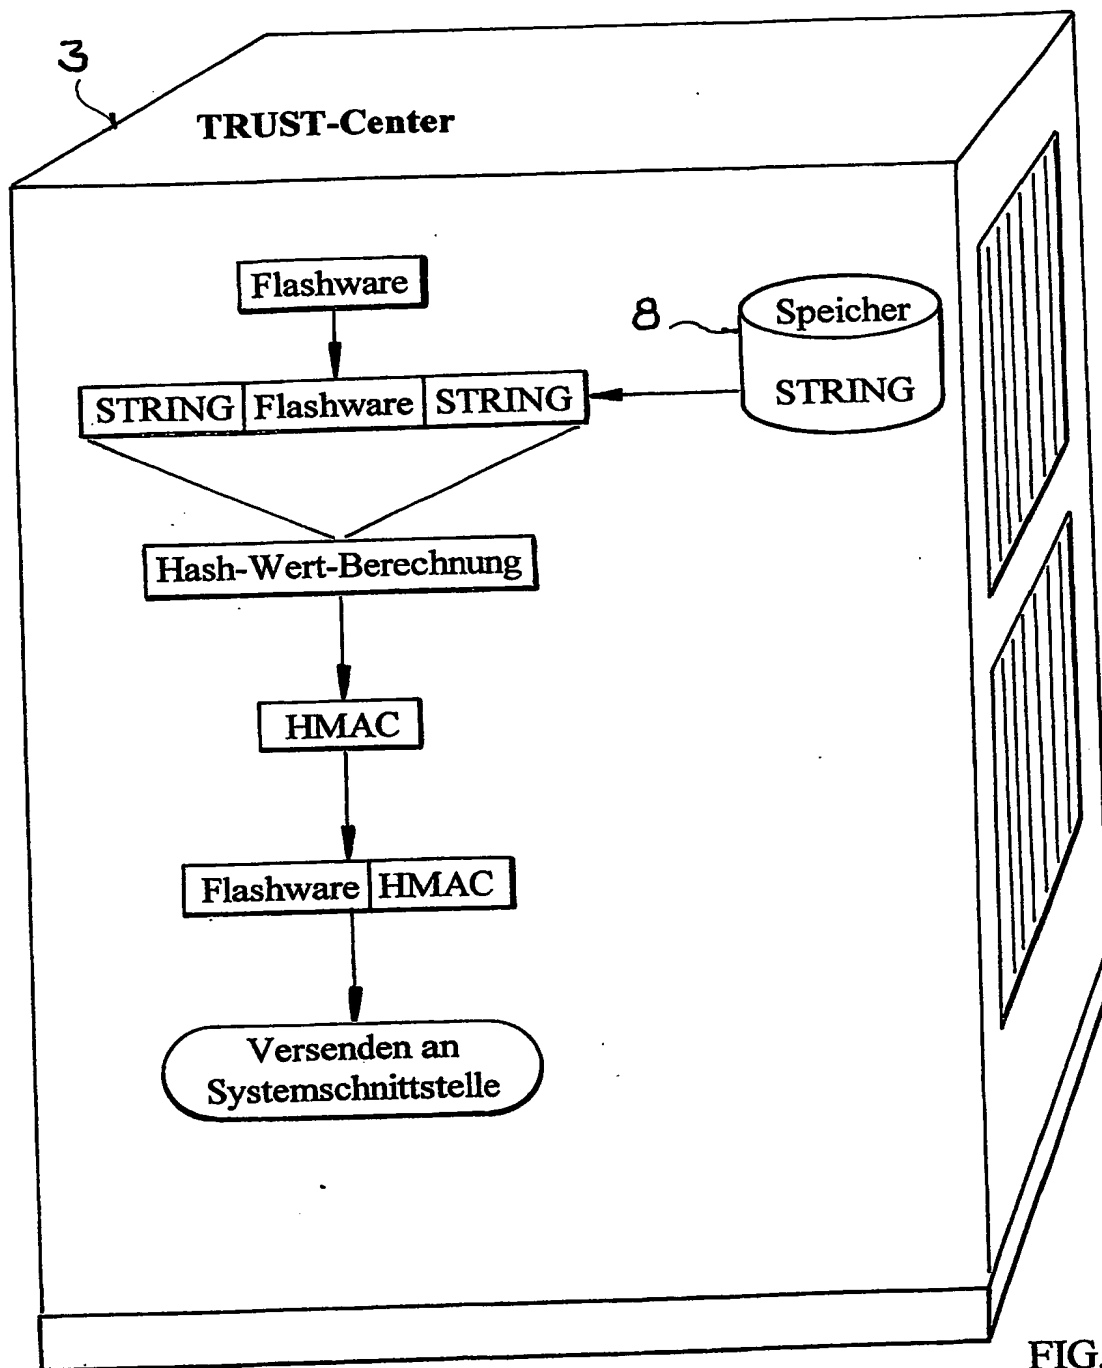 3
TRUST-Center
Flashware
8
Speicher
STRING
STRING Flashware STRING
Hash-Wert-Berechnung
HMAC
Flashware HMAC
Versenden an
Systemschnittstelle
FIG.